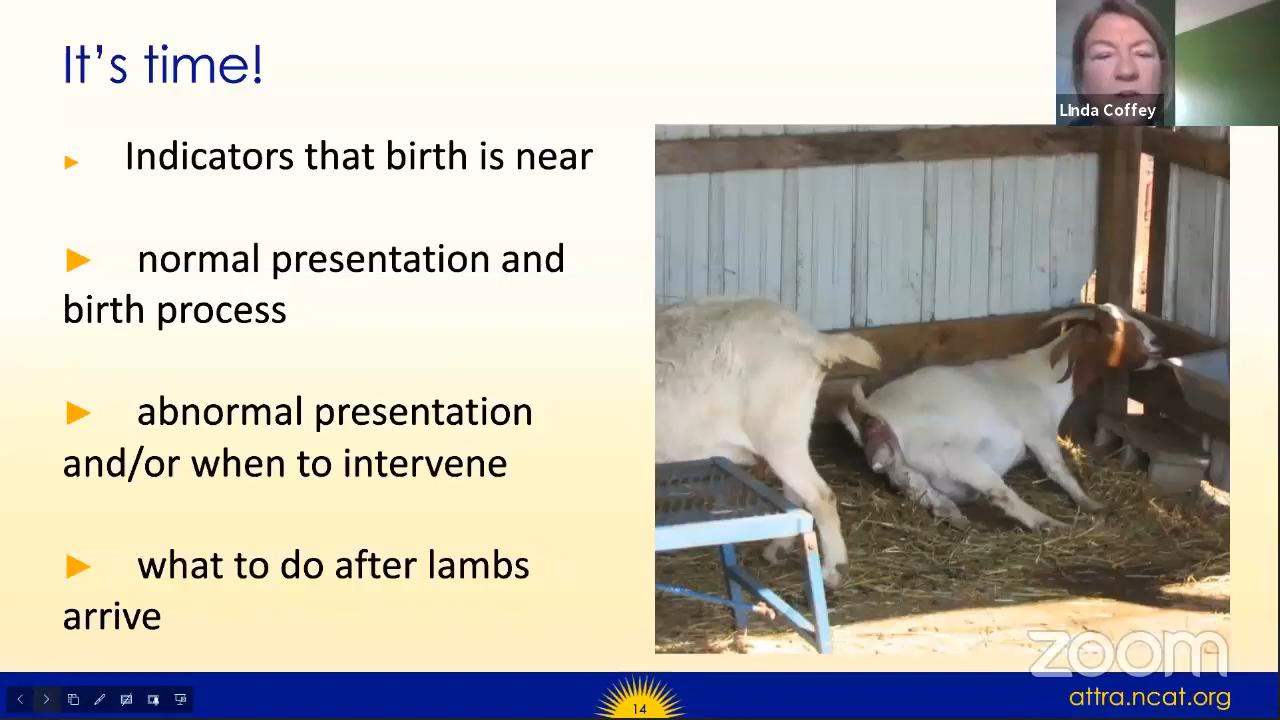 It's time!
Linda Coffey
► Indicators that birth is near
► normal presentation and
birth process
► abnormal presentation
and/or when to intervene
► what to do after lambs
arrive
zoom
14
attra.ncat.org